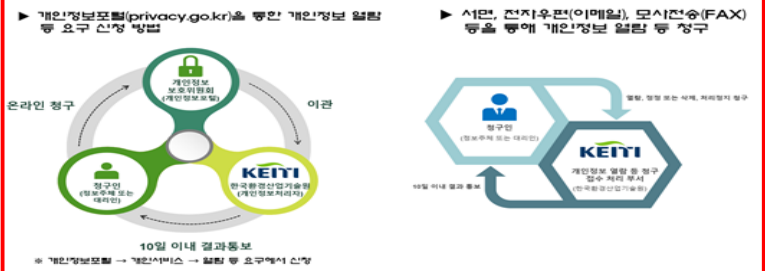 ▶ 개인정보포털(privacy.go.kr)을 통한 개인정보 열람
등 요구 신청 방법
개인정보
보호위원회
(개인정보포털)
온라인 청구
이관
청구인
(정보주체 또는
대리인)
KEITI
한국환경산업기술원
(개인정보처리자)
10일 이내 결과통보
※ 개인정보포털 → 개인서비스 → 열람 등 요구에서 신청
▶ 서면, 전자우편(이메일), 모사전송(FAX)
등을 통해 개인정보 열람 등 청구
청구인
(정보주체 또는 대리인)
열람, 정정 또는 삭제, 처리정지 청구
KEITI
개인정보 열람 등 청구
접수 처리 부서
(한국환경산업기술원)
10일 이내 결과 통보